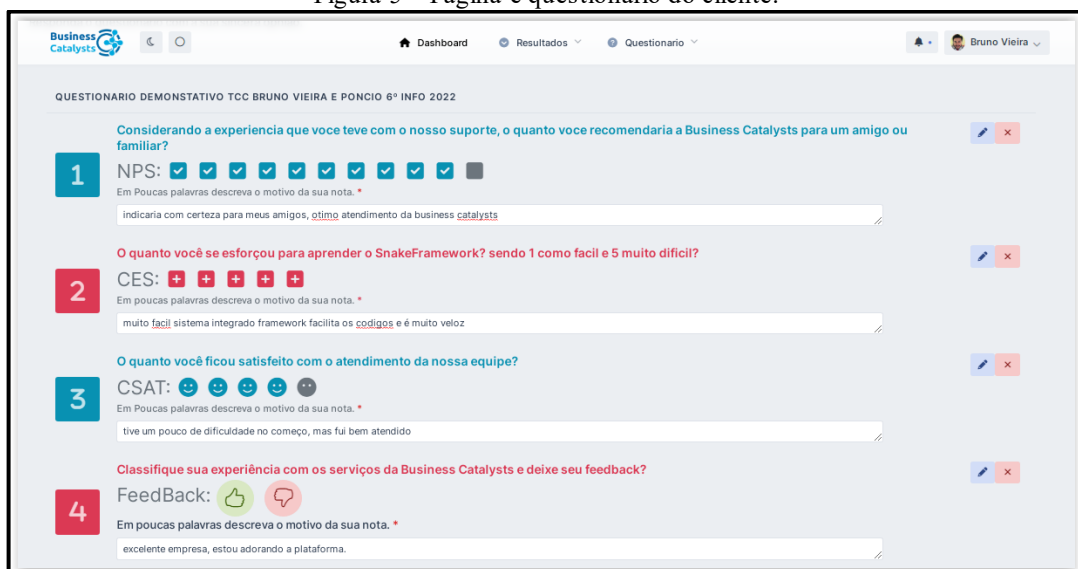 Business
Catalysts
Dashboard
Resultados
Questionario
Bruno Vieira
QUESTIONARIO DEMONSTATIVO TCC BRUNO VIEIRA E PONCIO 6º INFO 2022
1
Considerando a experiencia que voce teve com o nosso suporte, o quanto voce recomendaria a Business Catalysts para um amigo ou
familiar?
NPS:
Em Poucas palavras descreva o motivo da sua nota. *
indicaria com certeza para meus amigos, otimo atendimento da business catalysts
2
O quanto você se esforçou para aprender o SnakeFramework? sendo 1 como facil e 5 muito dificil?
CES:
Em poucas palavras descreva o motivo da sua nota. *
muito facil sistema integrado framework facilita os codigos e é muito veloz
3
O quanto você ficou satisfeito com o atendimento da nossa equipe?
CSAT:
Em Poucas palavras descreva o motivo da sua nota. *
tive um pouco de dificuldade no começo, mas fui bem atendido
4
Classifique sua experiência com os serviços da Business Catalysts e deixe seu feedback?
FeedBack:
Em poucas palavras descreva o motivo da sua nota. *
excelente empresa, estou adorando a plataforma.